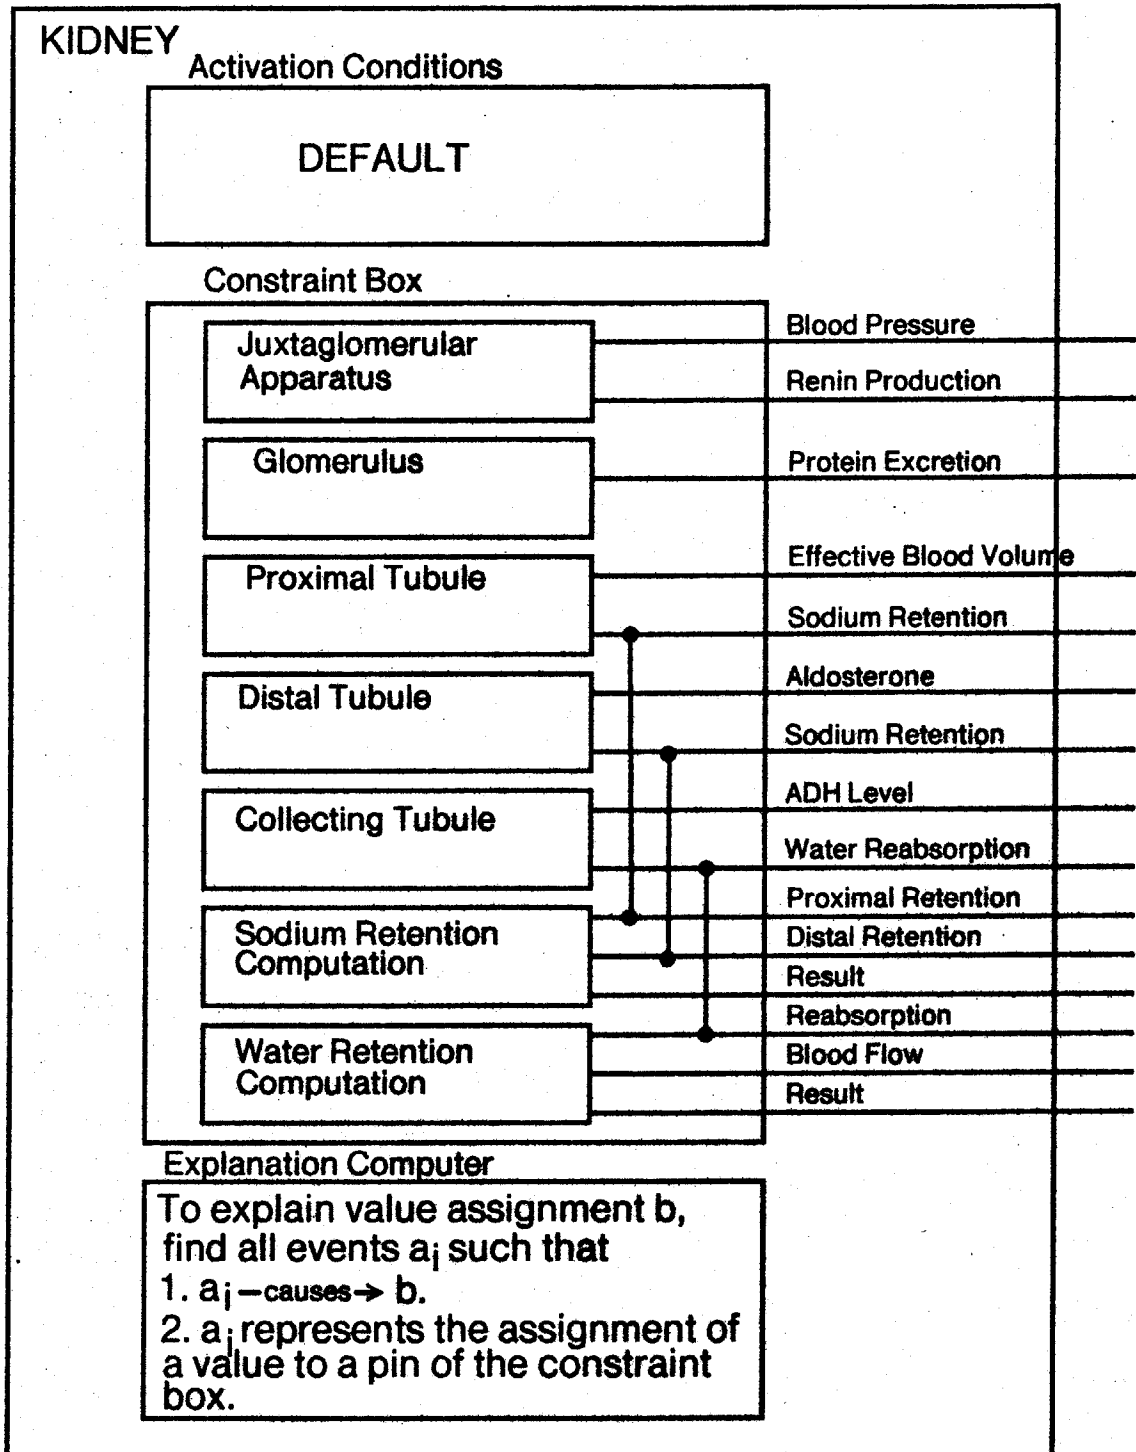 KIDNEY
Activation Conditions
DEFAULT
Constraint Box
Juxtaglomerular
Apparatus
Blood Pressure
Renin Production
Glomerulus
Protein Excretion
Proximal Tubule
Effective Blood Volume
Sodium Retention
Distal Tubule
Aldosterone
Sodium Retention
Collecting Tubule
ADH Level
Water Reabsorption
Sodium Retention
Computation
Proximal Retention
Distal Retention
Result
Water Retention
Computation
Reabsorption
Blood Flow
Result
Explanation Computer
To explain value assignment b,
find all events ai such that
1. ai –causes→ b.
2. ai represents the assignment of
a value to a pin of the constraint
box.